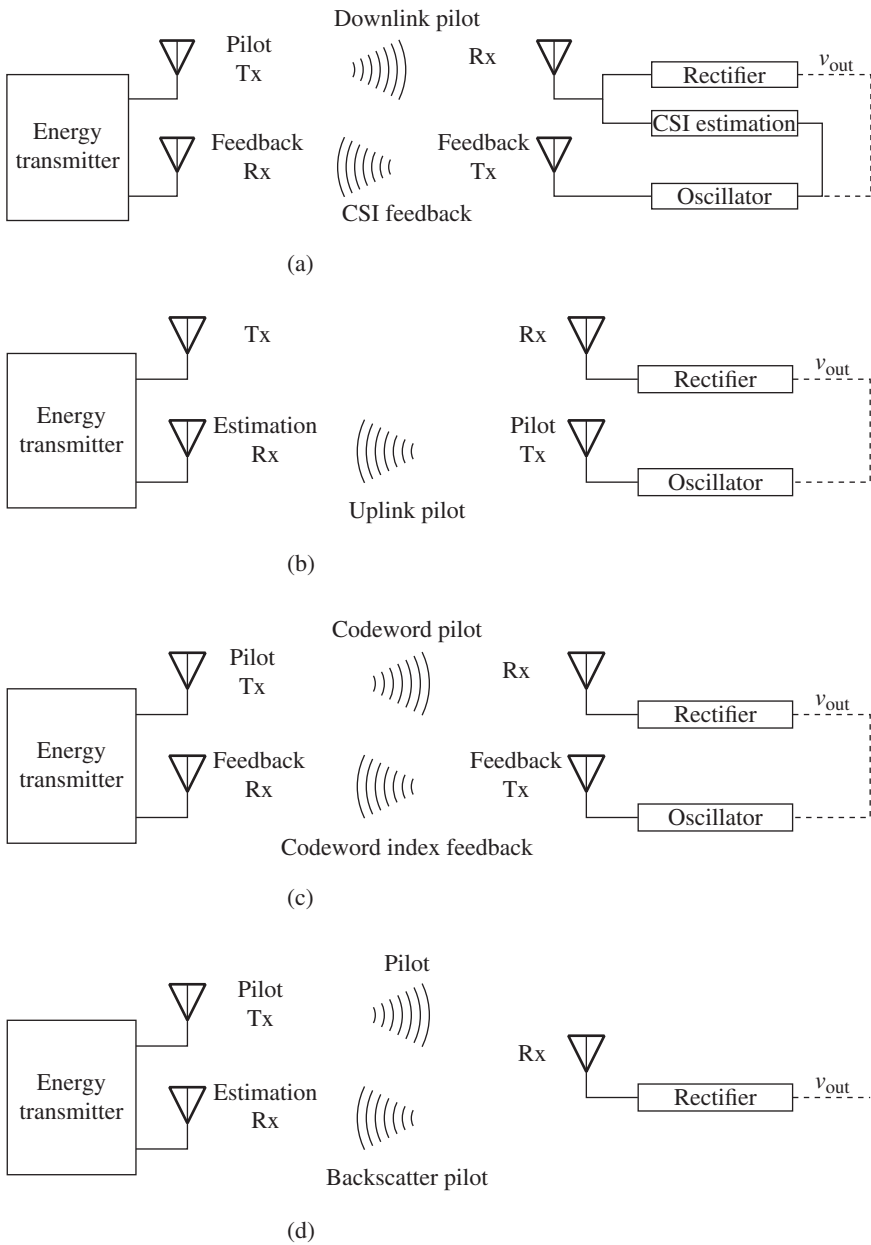 Downlink pilot
Pilot
Tx
Rx
Rectifier
v_out
Energy
transmitter
CSI estimation
Feedback
Rx
Feedback
Tx
CSI feedback
Oscillator
(a)
Tx
Rx
Rectifier
v_out
Energy
transmitter
Estimation
Rx
Pilot
Tx
Uplink pilot
Oscillator
(b)
Codeword pilot
Pilot
Tx
Rx
Rectifier
v_out
Energy
transmitter
Feedback
Rx
Feedback
Tx
Oscillator
Codeword index feedback
(c)
Pilot
Pilot
Tx
Rx
Energy
transmitter
Estimation
Rx
Rectifier
v_out
Backscatter pilot
(d)